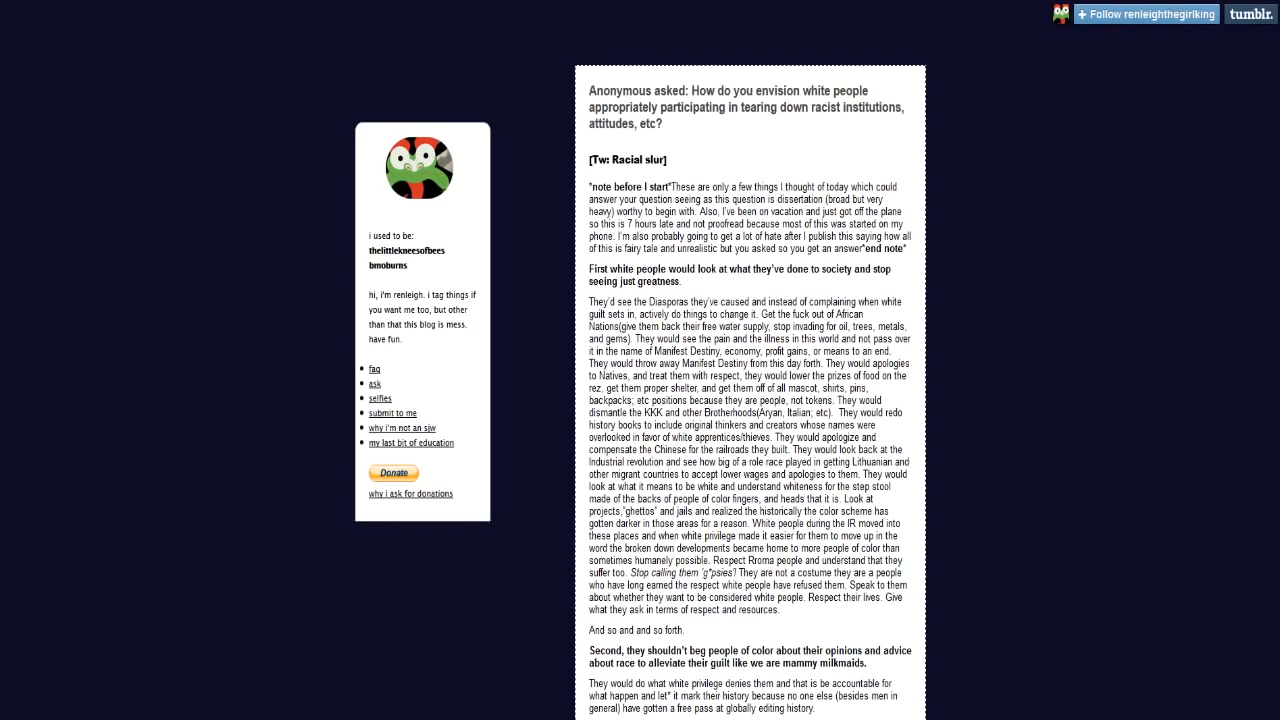 Follow renleighthegirlking
tumblr.
i used to be:
thelittlekneesofbees
bmoburns
hi, i'm renleigh. i tag things if
you want me too, but other
than that this blog is mess.
have fun.
faq
ask
selfies
submit to me
why i'm not an sjw
my last bit of education
Donate
why i ask for donations
Anonymous asked: How do you envision white people
appropriately participating in tearing down racist institutions,
attitudes, etc?
[Tw: Racial slur]
*note before I start*These are only a few things I thought of today which could
answer your question seeing as this question is dissertation (broad but very
heavy) worthy to begin with. Also, I've been on vacation and just got off the plane
so this is 7 hours late and not proofread because most of this was started on my
phone. I'm also probably going to get a lot of hate after I publish this saying how all
of this is fairy tale and unrealistic but you asked so you get an answer*end note*
First white people would look at what they've done to society and stop
seeing just greatness.
They'd see the Diasporas they've caused and instead of complaining when white
guilt sets in, actively do things to change it. Get the fuck out of African
Nations(give them back their free water supply, stop invading for oil, trees, metals,
and gems). They would see the pain and the illness in this world and not pass over
it in the name of Manifest Destiny, economy, profit gains, or means to an end.
They would throw away Manifest Destiny from this day forth. They would apologies
to Natives, and treat them with respect, they would lower the prizes of food on the
rez, get them proper shelter, and get them off of all mascot, shirts, pins,
backpacks; etc positions because they are people, not tokens. They would
dismantle the KKK and other Brotherhoods(Aryan, Italian; etc).  They would redo
history books to include original thinkers and creators whose names were
overlooked in favor of white apprentices/thieves. They would apologize and
compensate the Chinese for the railroads they built. They would look back at the
Industrial revolution and see how big of a role race played in getting Lithuanian and
other migrant countries to accept lower wages and apologies to them. They would
look at what it means to be white and understand whiteness for the step stool
made of the backs of people of color fingers, and heads that it is. Look at
projects,"ghettos" and jails and realized the historically the color scheme has
gotten darker in those areas for a reason. White people during the IR moved into
these places and when white privilege made it easier for them to move up in the
word the broken down developments became home to more people of color than
sometimes humanely possible. Respect Rroma people and understand that they
suffer too. Stop calling them 'g*psies'! They are not a costume they are a people
who have long earned the respect white people have refused them. Speak to them
about whether they want to be considered white people. Respect their lives. Give
what they ask in terms of respect and resources.
And so and and so forth.
Second, they shouldn't beg people of color about their opinions and advice
about race to alleviate their guilt like we are mammy milkmaids.
They would do what white privilege denies them and that is be accountable for
what happen and let* it mark their history because no one else (besides men in
general) have gotten a free pass at globally editing history.